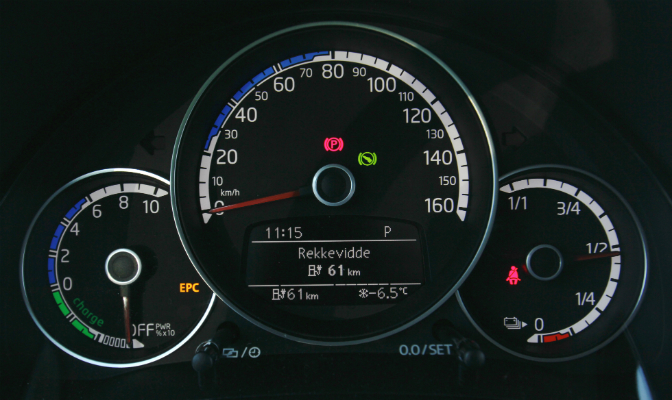 70
80
90
60
100
50
110
40
120
30
130
20
140
10
150
km/h
0
160
11:15 P
Rekkevidde
61 km
61 km *-6.5°C
0 2 4 6 8 10
EPC
charge
OFF PWR
%x10
1/1
3/4
1/2
1/4
0
0.0/SET